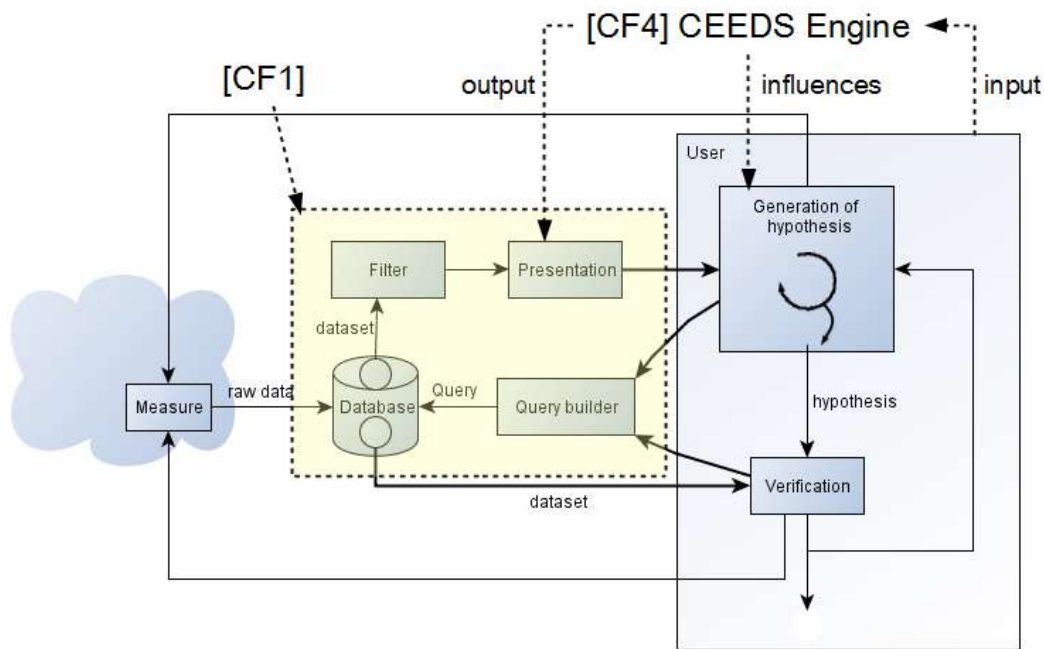 [CF4] CEEDS Engine
[CF1]
output
influences
input
User
Generation of
hypothesis
Filter
Presentation
dataset
raw data
Measure
Database
Query
Query builder
hypothesis
Verification
dataset